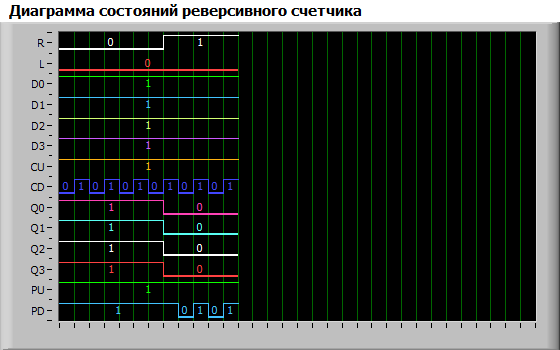 Диаграмма состояний реверсивного счетчика
R 0 1
L 0
D0 1
D1 1
D2 1
D3 1
CU 1
CD 0 1 0 1 0 1 0 1 0 1 0 1
Q0 1 0
Q1 1 0
Q2 1 0
Q3 1 0
PU 1
PD 1 0 1 0 1